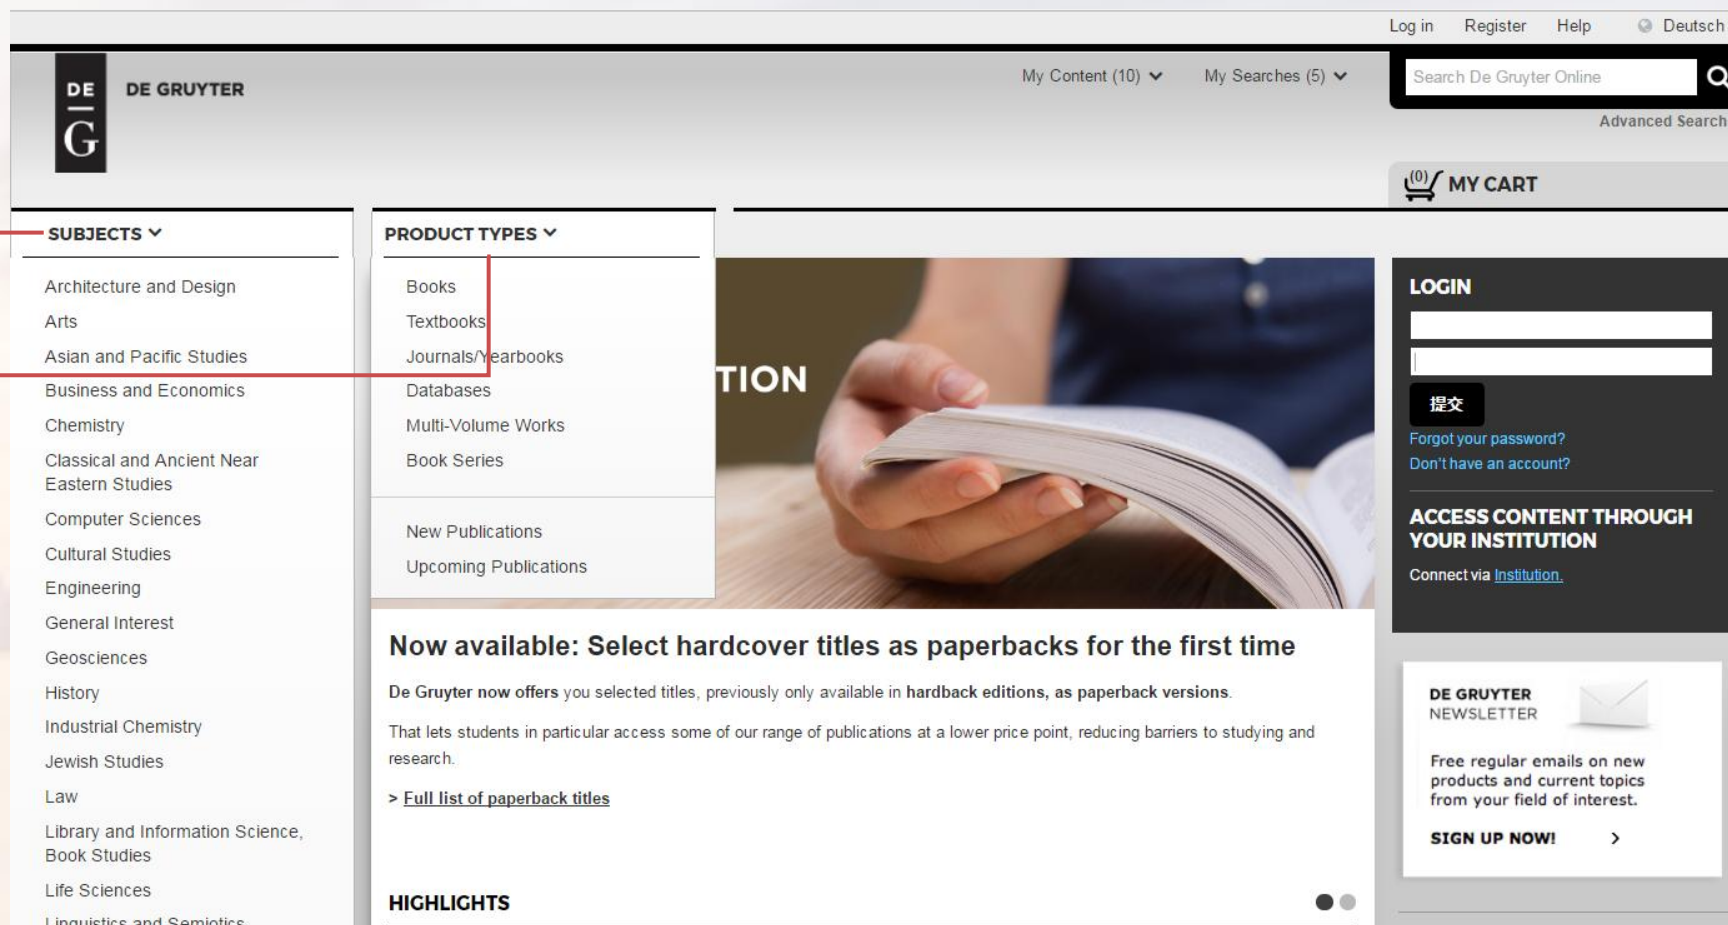 Log in Register Help Deutsch
DE
G
DE GRUYTER
My Content (10) My Searches (5)
Search De Gruyter Online
Advanced Search
(0) MY CART
SUBJECTS
Architecture and Design
Arts
Asian and Pacific Studies
Business and Economics
Chemistry
Classical and Ancient Near
Eastern Studies
Computer Sciences
Cultural Studies
Engineering
General Interest
Geosciences
History
Industrial Chemistry
Jewish Studies
Law
Library and Information Science,
Book Studies
Life Sciences
Linguistics and Semiotics
PRODUCT TYPES
Books
Textbooks
Journals/Yearbooks
Databases
Multi-Volume Works
Book Series
New Publications
Upcoming Publications
TION
Now available: Select hardcover titles as paperbacks for the first time
De Gruyter now offers you selected titles, previously only available in hardback editions, as paperback versions.
That lets students in particular access some of our range of publications at a lower price point, reducing barriers to studying and
research.
> Full list of paperback titles
HIGHLIGHTS
LOGIN
提交
Forgot your password?
Don't have an account?
ACCESS CONTENT THROUGH
YOUR INSTITUTION
Connect via Institution.
DE GRUYTER
NEWSLETTER
Free regular emails on new
products and current topics
from your field of interest.
SIGN UP NOW! >